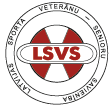 LATVIJAS SPORTA VETERĀNU - SENIORU SAVIENĪBA
LSVS